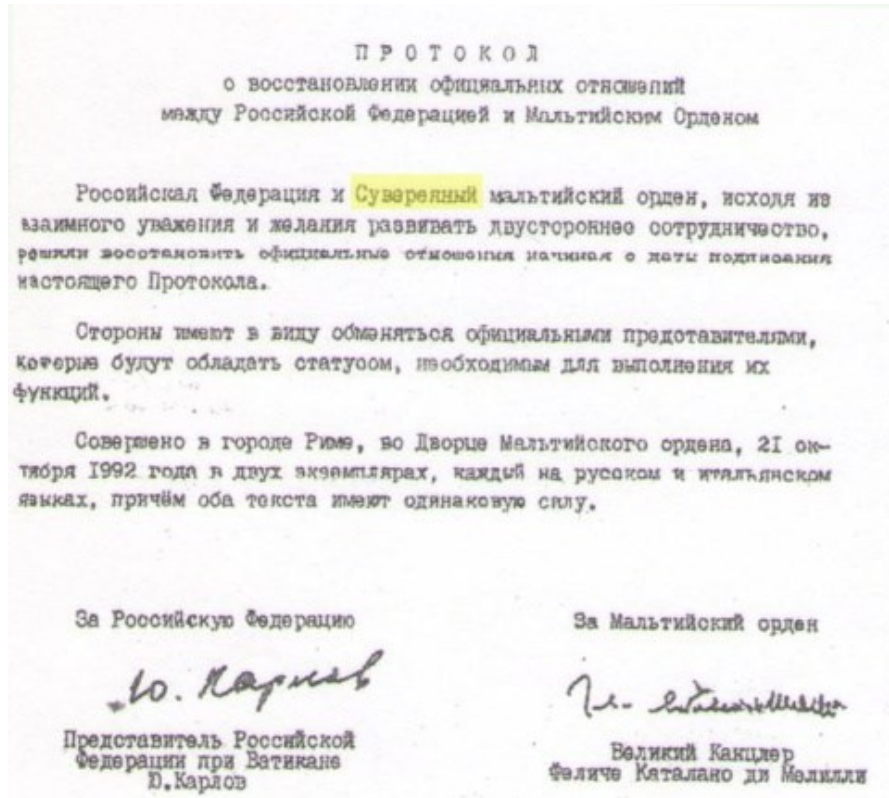 П Р О Т О К О Л
о восстановлении официальных отношений
между Российской Федерацией и Мальтийским Орденом
Российская Федерация и Суверенный мальтийский орден, исходя из
взаимного уважения и желания развивать двустороннее сотрудничество,
решили восстановить официальные отношения начиная с даты подписания
настоящего Протокола.
Стороны имеют в виду обменяться официальными представителями,
которые будут обладать статусом, необходимым для выполнения их
функций.
Совершено в городе Риме, во Дворце Мальтийского ордена, 21 ок-
тября 1992 года в двух экземплярах, каждый на русском и итальянском
языках, причём оба текста имеют одинаковую силу.
За Российскую Федерацию
За Мальтийский орден
Ю. Карлов
Представитель Российской
Федерации при Ватикане
Ю.Карлов
Великий Канцлер
Феличе Каталано ди Мелилли